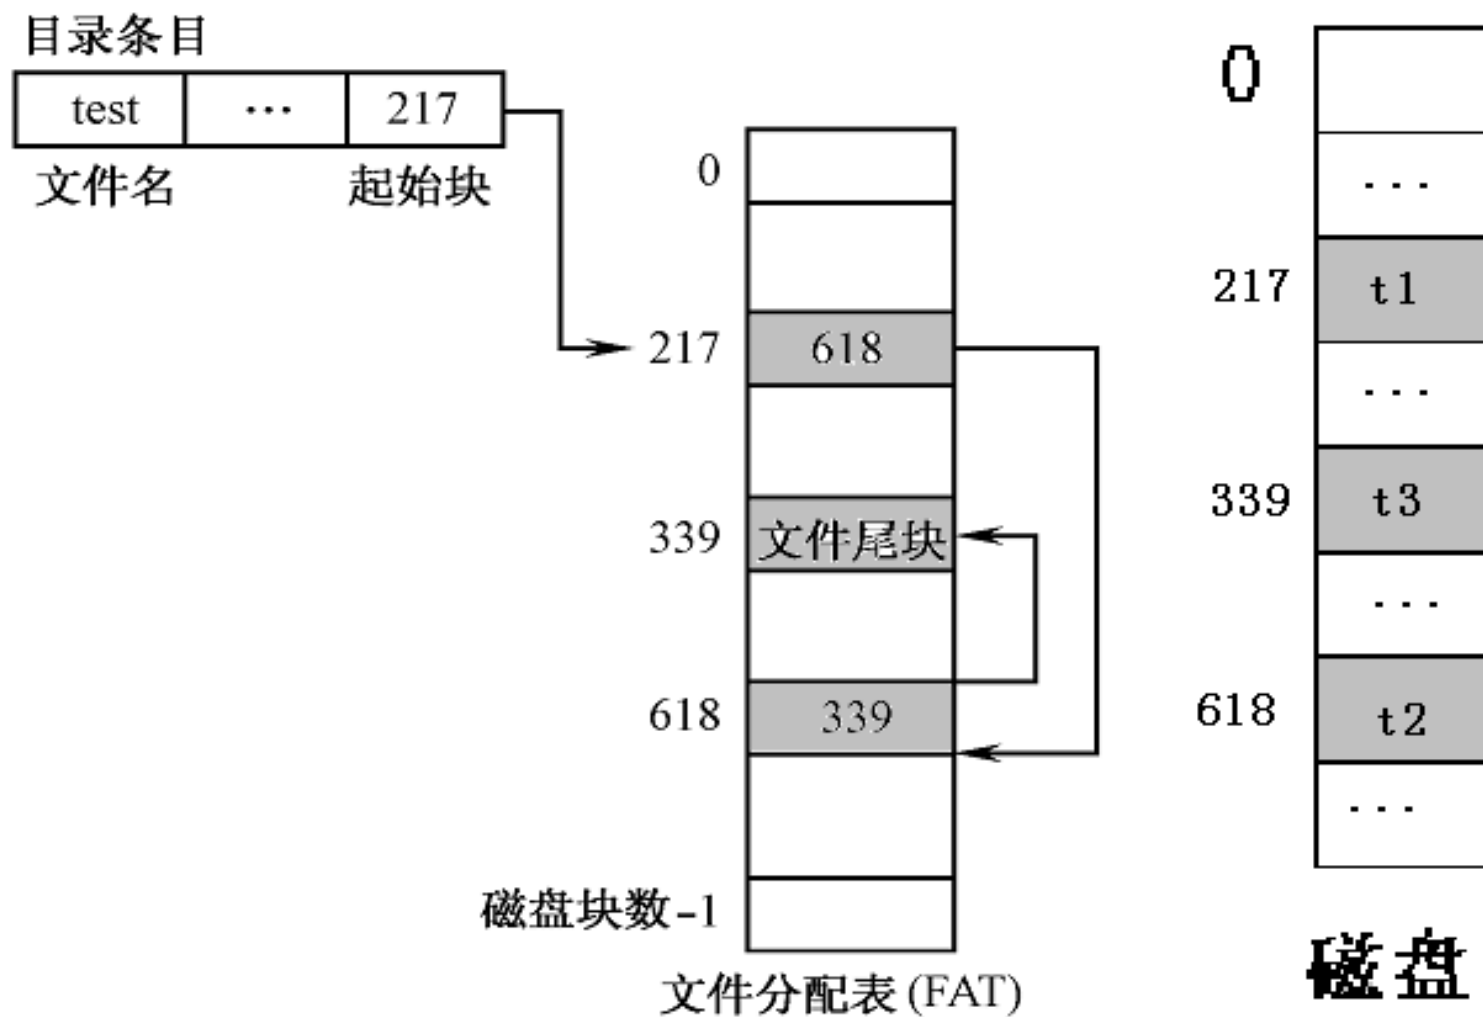 目录条目
test … 217
文件名 起始块
0
217 618
339 文件尾块
618 339
磁盘块数-1
文件分配表(FAT)
0
...
217 t1
...
339 t3
...
618 t2
...
磁盘